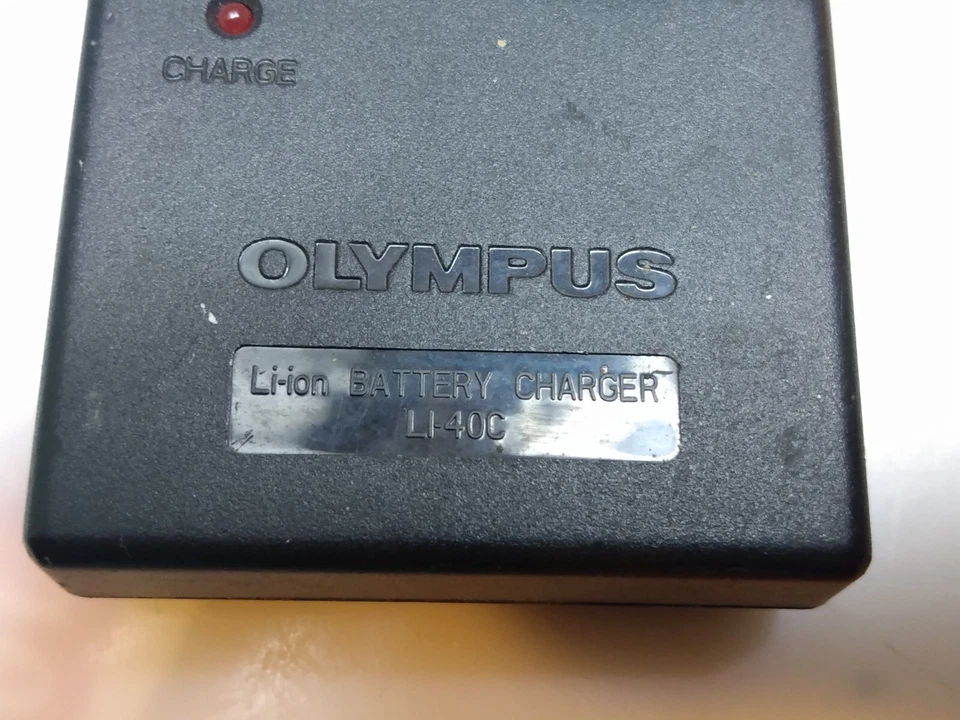 CHARGE
OLYMPUS
Li-ion BATTERY CHARGER
LI-40C